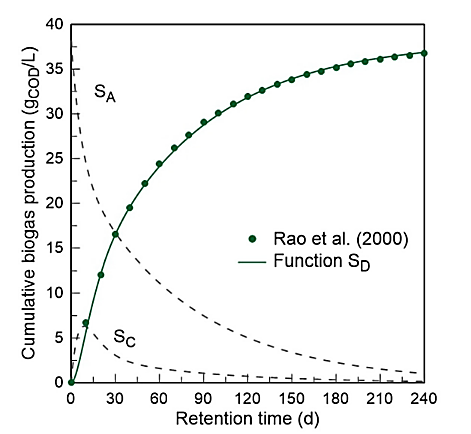 Cumulative biogas production (gCOD/L)
40
35
30
25
20
15
10
5
0
SA
SC
Rao et al. (2000)
Function SD
0 30 60 90 120 150 180 210 240
Retention time (d)